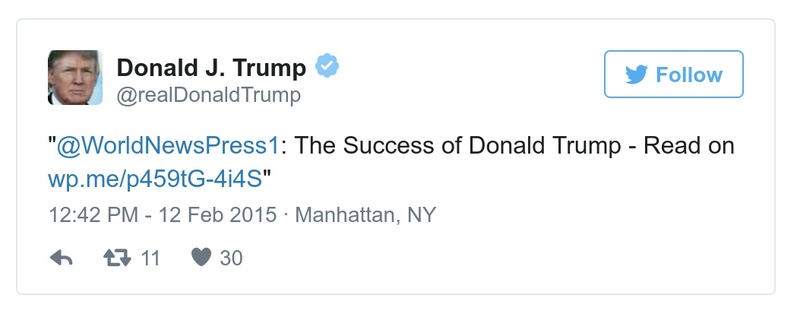 Donald J. Trump
@realDonaldTrump
Follow
"@WorldNewsPress1: The Success of Donald Trump - Read on
wp.me/p459tG-4i4S"
12:42 PM - 12 Feb 2015 · Manhattan, NY
11 30